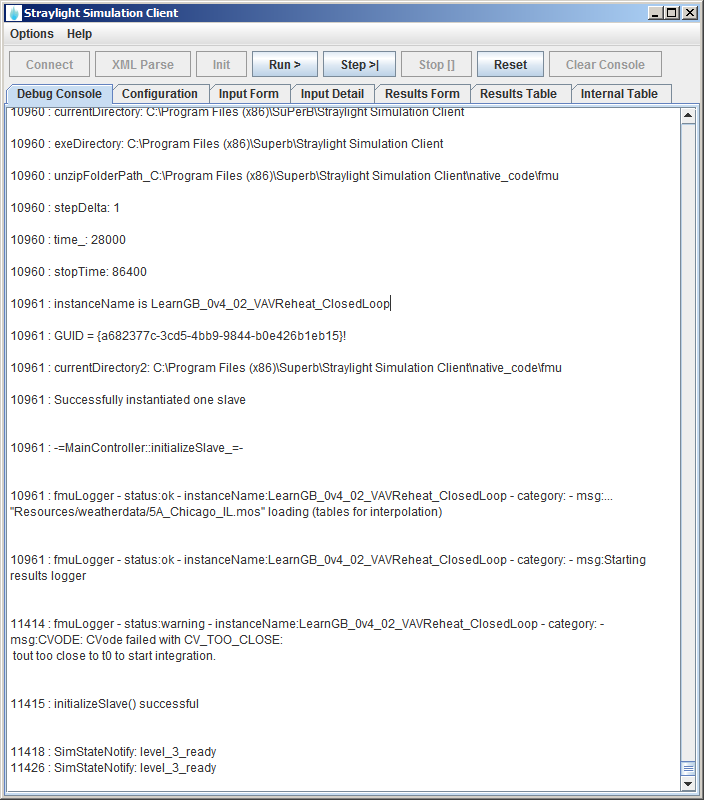 Straylight Simulation Client
Options Help
Connect XML Parse Init Run > Step >| Stop [] Reset Clear Console
Debug Console Configuration Input Form Input Detail Results Form Results Table Internal Table
10960 : currentDirectory: C:\Program Files (x86)\SuPerB\Straylight Simulation Client
10960 : exeDirectory: C:\Program Files (x86)\Superb\Straylight Simulation Client
10960 : unzipFolderPath_C:\Program Files (x86)\Superb\Straylight Simulation Client\native_code\fmu
10960 : stepDelta: 1
10960 : time_: 28000
10960 : stopTime: 86400
10961 : instanceName is LearnGB_0v4_02_VAVReheat_ClosedLoop
10961 : GUID = {a682377c-3cd5-4bb9-9844-b0e426b1eb15}!
10961 : currentDirectory2: C:\Program Files (x86)\Superb\Straylight Simulation Client\native_code\fmu
10961 : Successfully instantiated one slave
10961 : -=MainController::initializeSlave_=-
10961 : fmuLogger - status:ok - instanceName:LearnGB_0v4_02_VAVReheat_ClosedLoop - category: - msg:...
"Resources/weatherdata/5A_Chicago_IL.mos" loading (tables for interpolation)
10961 : fmuLogger - status:ok - instanceName:LearnGB_0v4_02_VAVReheat_ClosedLoop - category: - msg:Starting
results logger
11414 : fmuLogger - status:warning - instanceName:LearnGB_0v4_02_VAVReheat_ClosedLoop - category: -
msg:CVODE: CVode failed with CV_TOO_CLOSE:
tout too close to t0 to start integration.
11415 : initializeSlave() successful
11418 : SimStateNotify: level_3_ready
11426 : SimStateNotify: level_3_ready